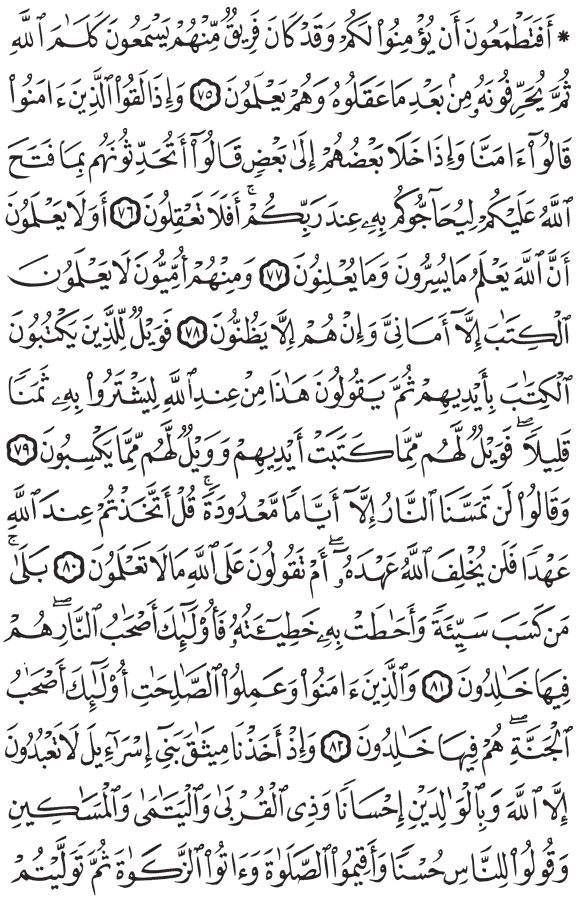 ۞ أَفَتَطْمَعُونَ أَن يُؤْمِنُوا۟ لَكُمْ وَقَدْ كَانَ فَرِيقٌ مِّنْهُمْ يَسْمَعُونَ كَلَـٰمَ ٱللَّهِ
ثُمَّ يُحَرِّفُونَهُۥ مِنۢ بَعْدِ مَا عَقَلُوهُ وَهُمْ يَعْلَمُونَ ٧٥ وَإِذَا لَقُوا۟ ٱلَّذِينَ ءَامَنُوا۟
قَالُوٓا۟ ءَامَنَّا وَإِذَا خَلَا بَعْضُهُمْ إِلَىٰ بَعْضٍ قَالُوٓا۟ أَتُحَدِّثُونَهُم بِمَا فَتَحَ
ٱللَّهُ عَلَيْكُمْ لِيُحَآجُّوكُم بِهِۦ عِندَ رَبِّكُمْ ۚ أَفَلَا تَعْقِلُونَ ٧٦ أَوَلَا يَعْلَمُونَ
أَنَّ ٱللَّهَ يَعْلَمُ مَا يُسِرُّونَ وَمَا يُعْلِنُونَ ٧٧ وَمِنْهُمْ أُمِّيُّونَ لَا يَعْلَمُونَ
ٱلْكِتَـٰبَ إِلَّآ أَمَانِىَّ وَإِنْ هُمْ إِلَّا يَظُنُّونَ ٧٨ فَوَيْلٌ لِّلَّذِينَ يَكْتُبُونَ
ٱلْكِتَـٰبَ بِأَيْدِيهِمْ ثُمَّ يَقُولُونَ هَـٰذَا مِنْ عِندِ ٱللَّهِ لِيَشْتَرُوا۟ بِهِۦ ثَمَنًا
قَلِيلًا ۖ فَوَيْلٌ لَّهُم مِّمَّا كَتَبَتْ أَيْدِيهِمْ وَوَيْلٌ لَّهُم مِّمَّا يَكْسِبُونَ ٧٩
وَقَالُوا۟ لَن تَمَسَّنَا ٱلنَّارُ إِلَّآ أَيَّامًا مَّعْدُودَةً ۚ قُلْ أَتَّخَذْتُمْ عِندَ ٱللَّهِ
عَهْدًا فَلَن يُخْلِفَ ٱللَّهُ عَهْدَهُۥٓ ۖ أَمْ تَقُولُونَ عَلَى ٱللَّهِ مَا لَا تَعْلَمُونَ ٨٠ بَلَىٰ ۚ
مَن كَسَبَ سَيِّئَةً وَأَحَـٰطَتْ بِهِۦ خَطِيٓـَٔتُهُۥ فَأُو۟لَـٰٓئِكَ أَصْحَـٰبُ ٱلنَّارِ ۖ هُمْ
فِيهَا خَـٰلِدُونَ ٨١ وَٱلَّذِينَ ءَامَنُوا۟ وَعَمِلُوا۟ ٱلصَّـٰلِحَـٰتِ أُو۟لَـٰٓئِكَ أَصْحَـٰبُ
ٱلْجَنَّةِ ۖ هُمْ فِيهَا خَـٰلِدُونَ ٨٢ وَإِذْ أَخَذْنَا مِيثَـٰقَ بَنِىٓ إِسْرَٰٓءِيلَ لَا تَعْبُدُونَ
إِلَّا ٱللَّهَ وَبِٱلْوَٰلِدَيْنِ إِحْسَانًا وَذِى ٱلْقُرْبَىٰ وَٱلْيَتَـٰمَىٰ وَٱلْمَسَـٰكِينِ
وَقُولُوا۟ لِلنَّاسِ حُسْنًا وَأَقِيمُوا۟ ٱلصَّلَوٰةَ وَءَاتُوا۟ ٱلزَّكَوٰةَ ثُمَّ تَوَلَّيْتُمْ